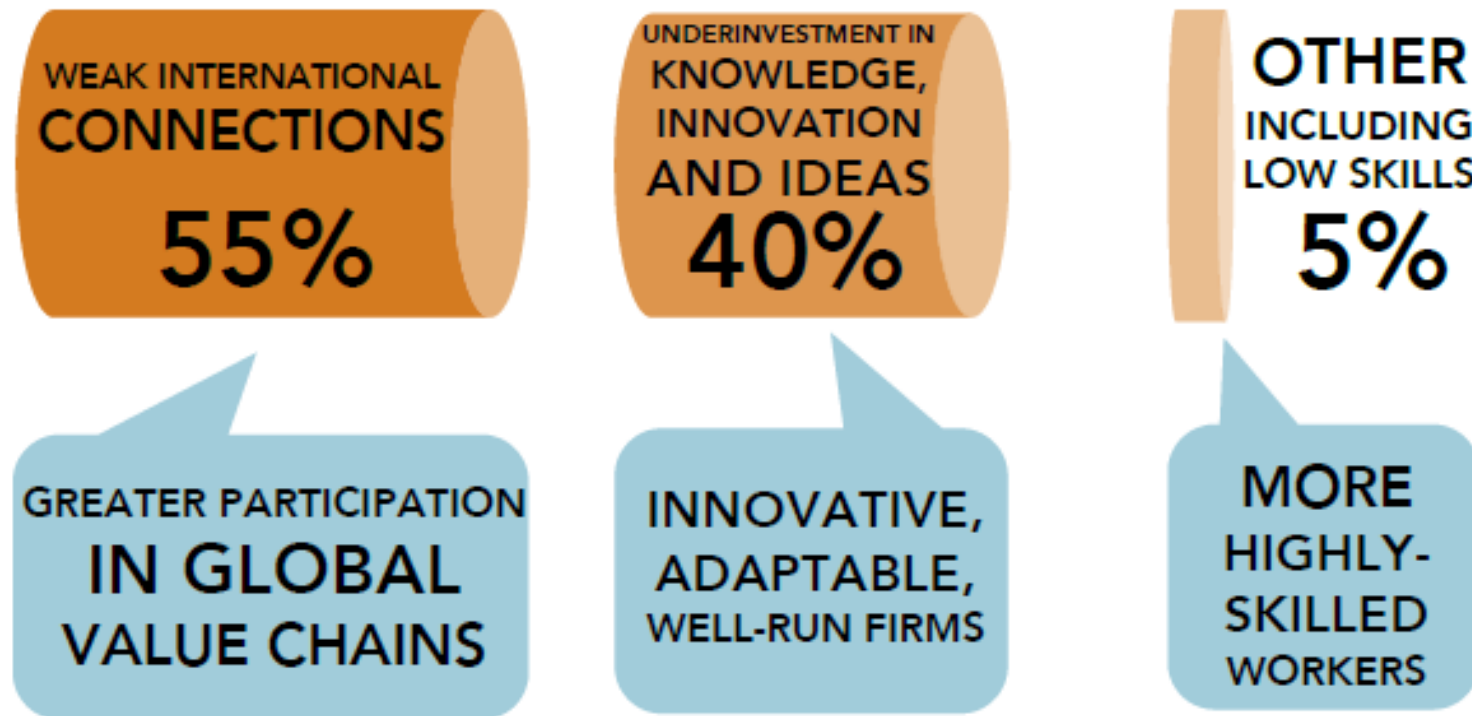 WEAK INTERNATIONAL
CONNECTIONS
55%
UNDERINVESTMENT IN
KNOWLEDGE,
INNOVATION
AND IDEAS
40%
OTHER
INCLUDING
LOW SKILLS
5%
GREATER PARTICIPATION
IN GLOBAL
VALUE CHAINS
INNOVATIVE,
ADAPTABLE,
WELL-RUN FIRMS
MORE
HIGHLY-
SKILLED
WORKERS